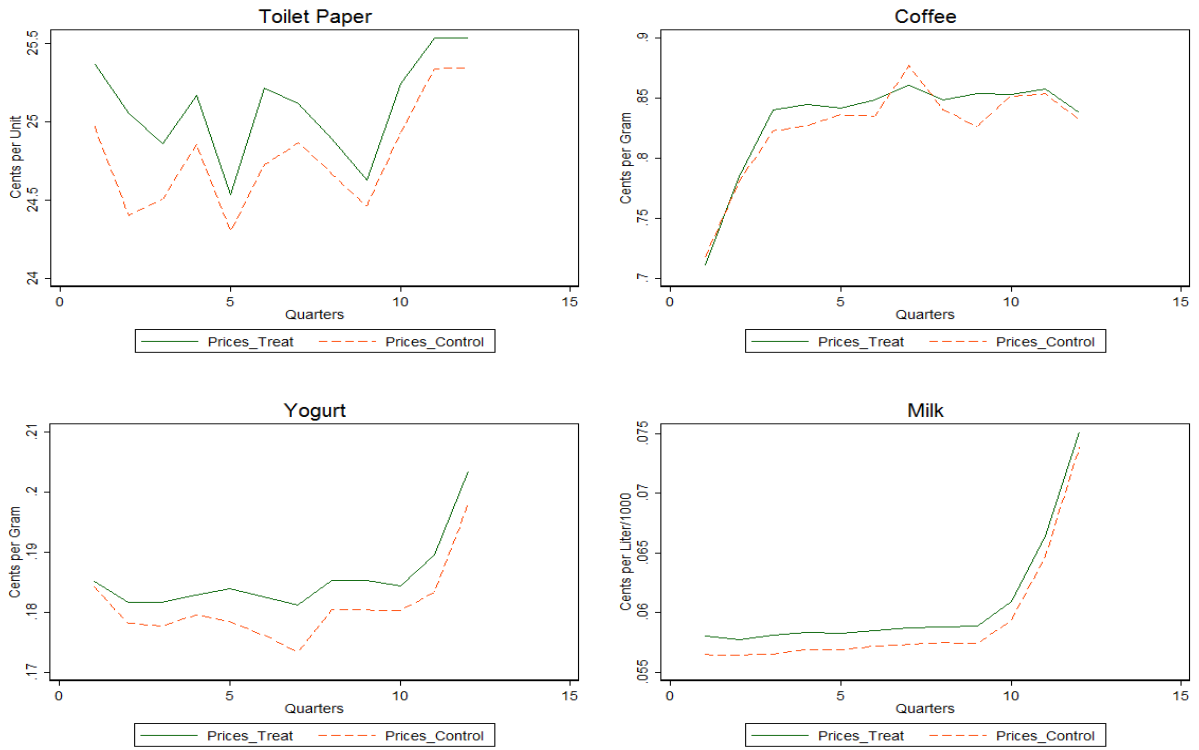 Toilet Paper
Cents per Unit
25.5
25
24.5
24
0 5 10 15
Quarters
Prices_Treat Prices_Control
Coffee
Cents per Gram
.9
.85
.8
.75
.7
0 5 10 15
Quarters
Prices_Treat Prices_Control
Yogurt
Cents per Gram
.21
.2
.19
.18
.17
0 5 10 15
Quarters
Prices_Treat Prices_Control
Milk
Cents per Liter/1000
.075
.07
.065
.06
.055
0 5 10 15
Quarters
Prices_Treat Prices_Control